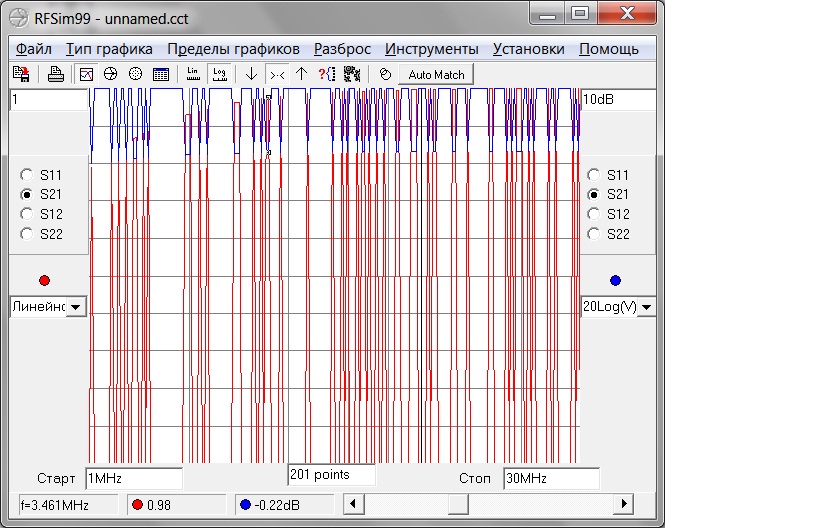 RFSim99 - unnamed.cct
Файл Тип графика Пределы графиков Разброс Инструменты Установки Помощь
Lin Log Auto Match
1 10dB
S11 S11
S21 S21
S12 S12
S22 S22
Линейно 20Log(V)
Старт 1MHz 201 points Стоп 30MHz
f=3.461MHz 0.98 -0.22dB